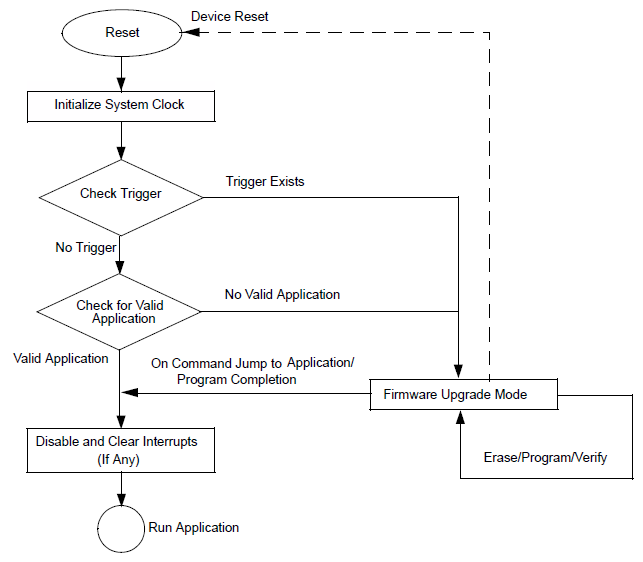 Device Reset
Reset
Initialize System Clock
Check Trigger
Trigger Exists
No Trigger
Check for Valid
Application
No Valid Application
Valid Application
On Command Jump to Application/
Program Completion
Firmware Upgrade Mode
Disable and Clear Interrupts
(If Any)
Erase/Program/Verify
Run Application